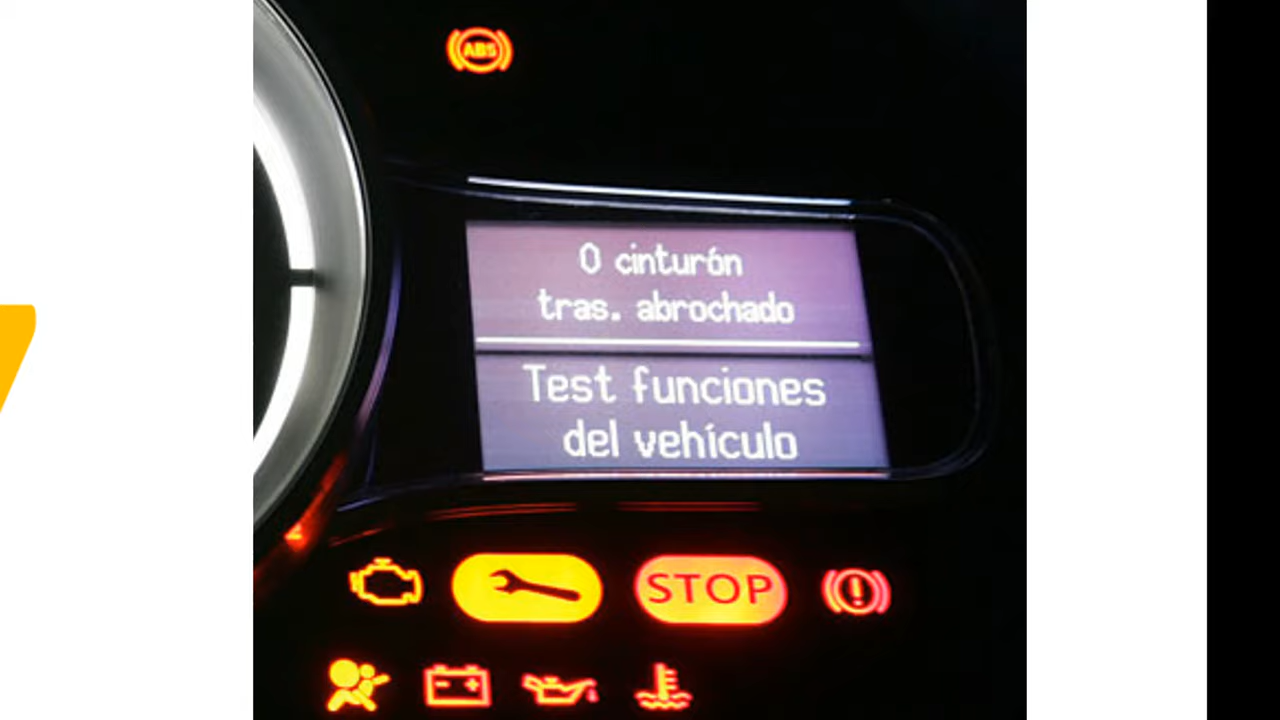 ABS
0 cinturón
tras. abrochado
Test funciones
del vehículo
STOP